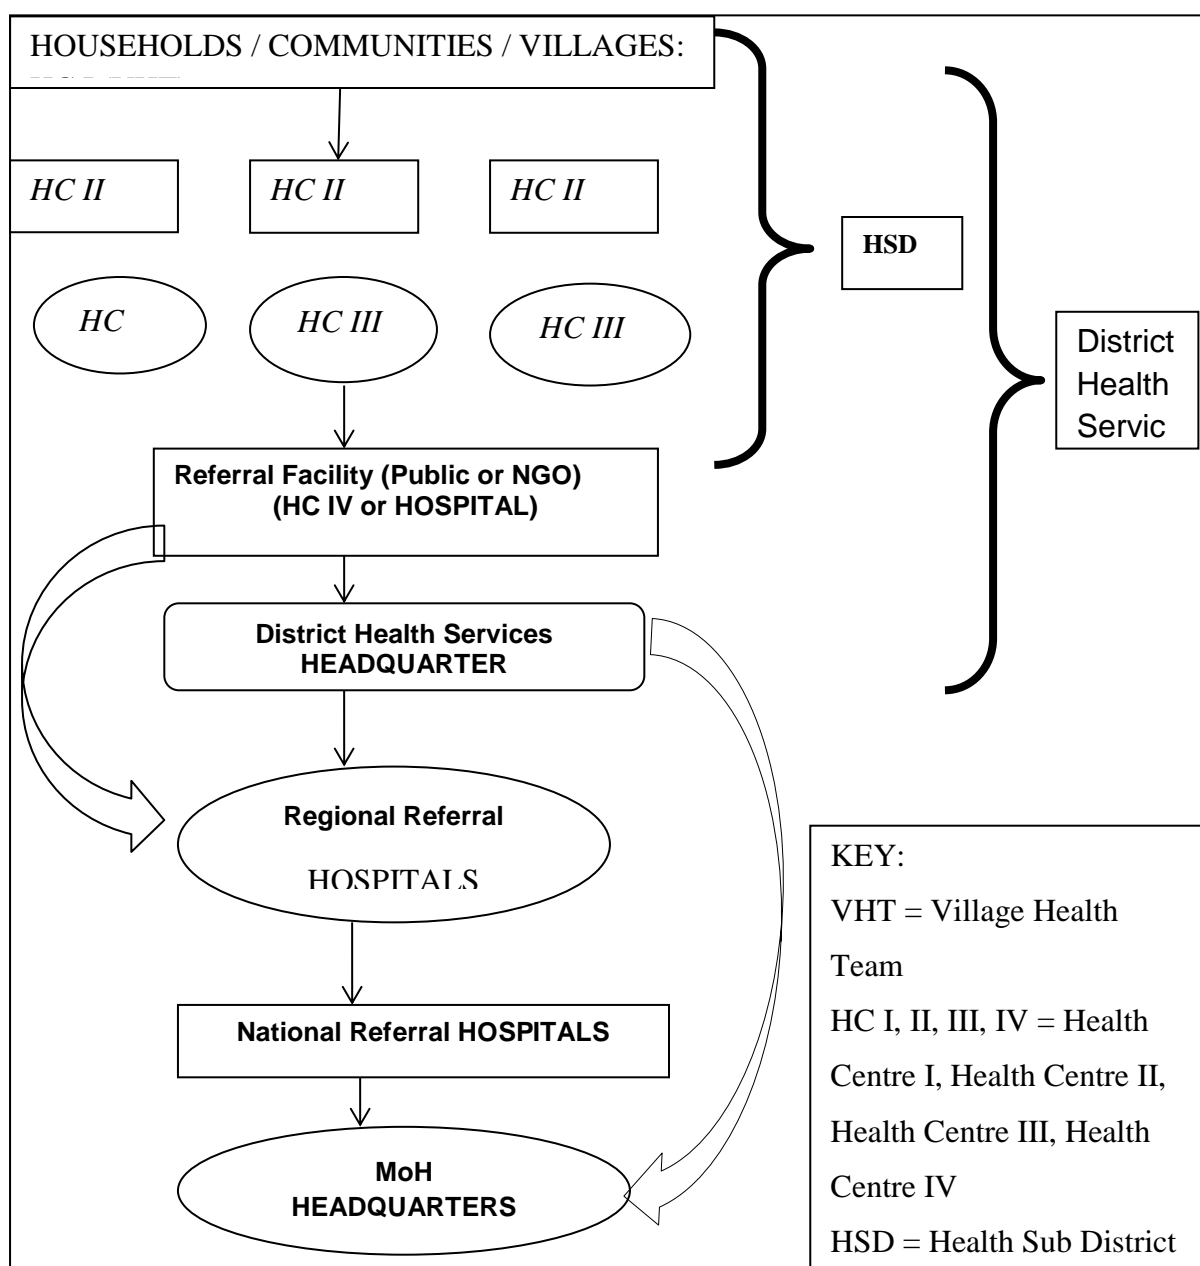 HOUSEHOLDS / COMMUNITIES / VILLAGES:
HC II
HC II
HC II
HSD
HC
HC III
HC III
District
Health
Servic
Referral Facility (Public or NGO)
(HC IV or HOSPITAL)
District Health Services
HEADQUARTER
Regional Referral
HOSPITALS
National Referral HOSPITALS
MoH
HEADQUARTERS
KEY:
VHT = Village Health
Team
HC I, II, III, IV = Health
Centre I, Health Centre II,
Health Centre III, Health
Centre IV
HSD = Health Sub District